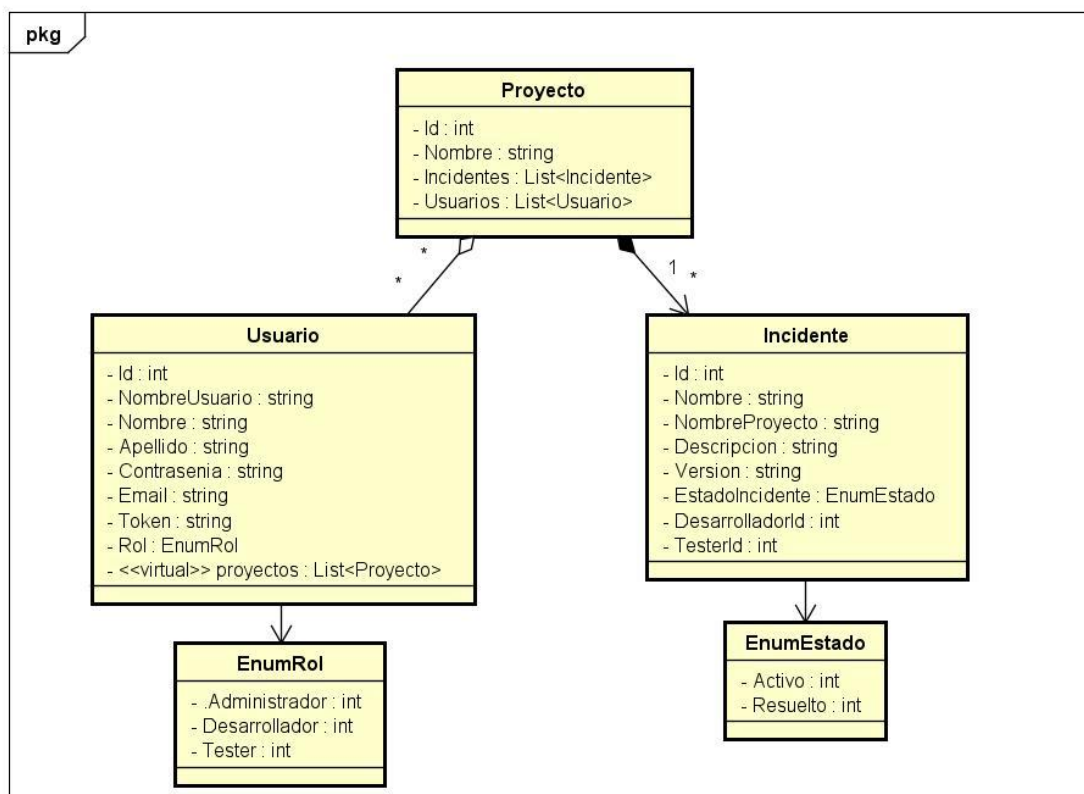 pkg
Proyecto
- Id : int
- Nombre : string
- Incidentes : List<Incidente>
- Usuarios : List<Usuario>
*
*
1
*
Usuario
- Id : int
- NombreUsuario : string
- Nombre : string
- Apellido : string
- Contrasenia : string
- Email : string
- Token : string
- Rol : EnumRol
- <<virtual>> proyectos : List<Proyecto>
Incidente
- Id : int
- Nombre : string
- NombreProyecto : string
- Descripcion : string
- Version : string
- EstadoIncidente : EnumEstado
- DesarrolladorId : int
- TesterId : int
EnumRol
- .Administrador : int
- Desarrollador : int
- Tester : int
EnumEstado
- Activo : int
- Resuelto : int